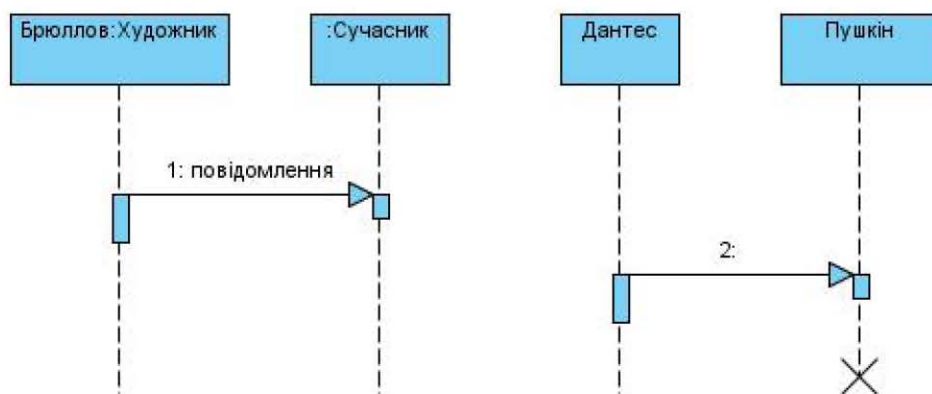 Брюллов:Художник
:Сучасник
Дантес
Пушкін
1: повідомлення
2: